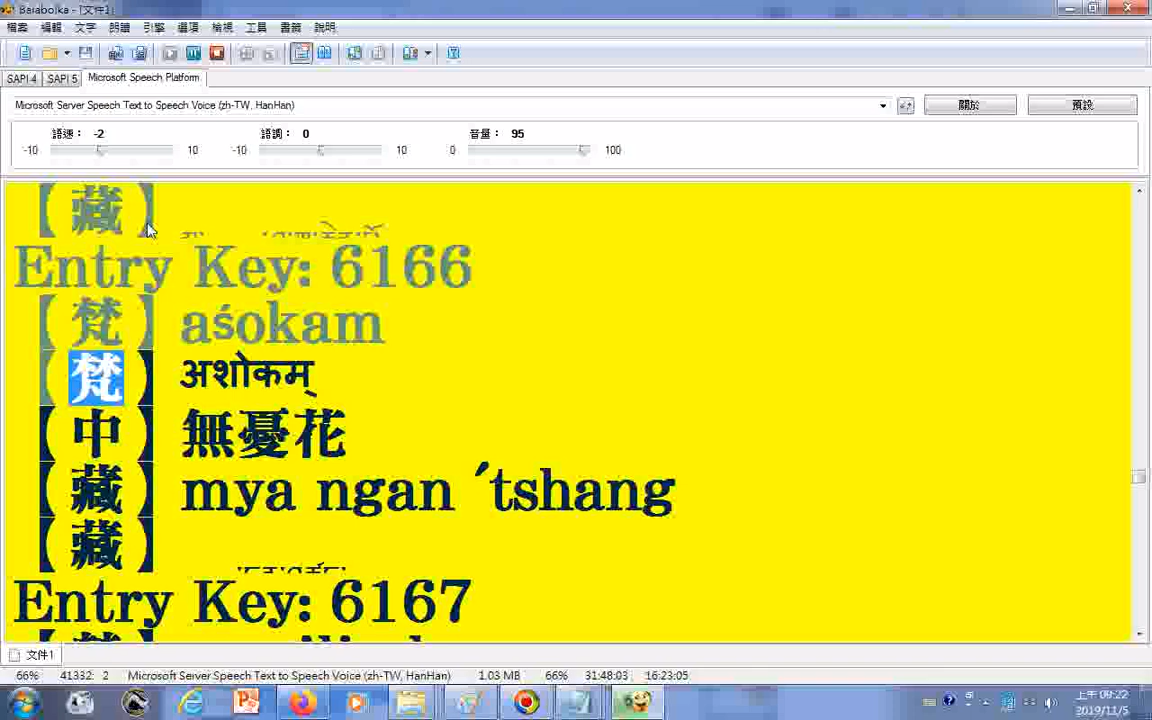 Balabolka - [文件1]
檔案 編輯 文字 朗讀 引擎 選項 檢視 工具 書籤 說明
SAPI 4 SAPI 5 Microsoft Speech Platform
Microsoft Server Speech Text to Speech Voice (zh-TW, HanHan) 關於 預設
語速： -2 語調： 0 音量： 95
-10 10 -10 10 0 100
【藏】
Entry Key: 6166
【梵】 aśokam
【梵】 अशोकम्
【中】 無憂花
【藏】 mya ngan ´tshang
【藏】
Entry Key: 6167
文件1
66% 41332: 2 Microsoft Server Speech Text to Speech Voice (zh-TW, HanHan) 1.03 MB 66% 31:48:03 16:23:05
上午 09:22
2019/11/5